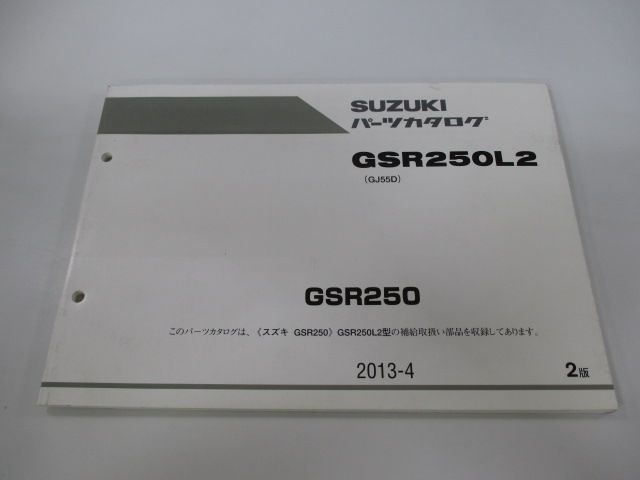 SUZUKI
パーツカタログ
GSR250L2
(GJ55D)
GSR250
このパーツカタログは、《スズキ GSR250》GSR250L2型の補給取扱い部品を収録してあります。
2013-4
2版